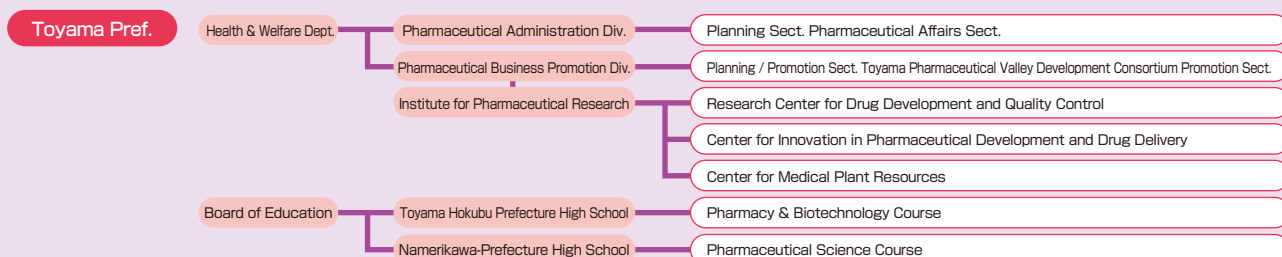 Toyama Pref.
Health & Welfare Dept.
Pharmaceutical Administration Div.
Planning Sect. Pharmaceutical Affairs Sect.
Pharmaceutical Business Promotion Div.
Planning / Promotion Sect. Toyama Pharmaceutical Valley Development Consortium Promotion Sect.
Institute for Pharmaceutical Research
Research Center for Drug Development and Quality Control
Center for Innovation in Pharmaceutical Development and Drug Delivery
Center for Medical Plant Resources
Board of Education
Toyama Hokubu Prefecture High School
Pharmacy & Biotechnology Course
Namerikawa-Prefecture High School
Pharmaceutical Science Course